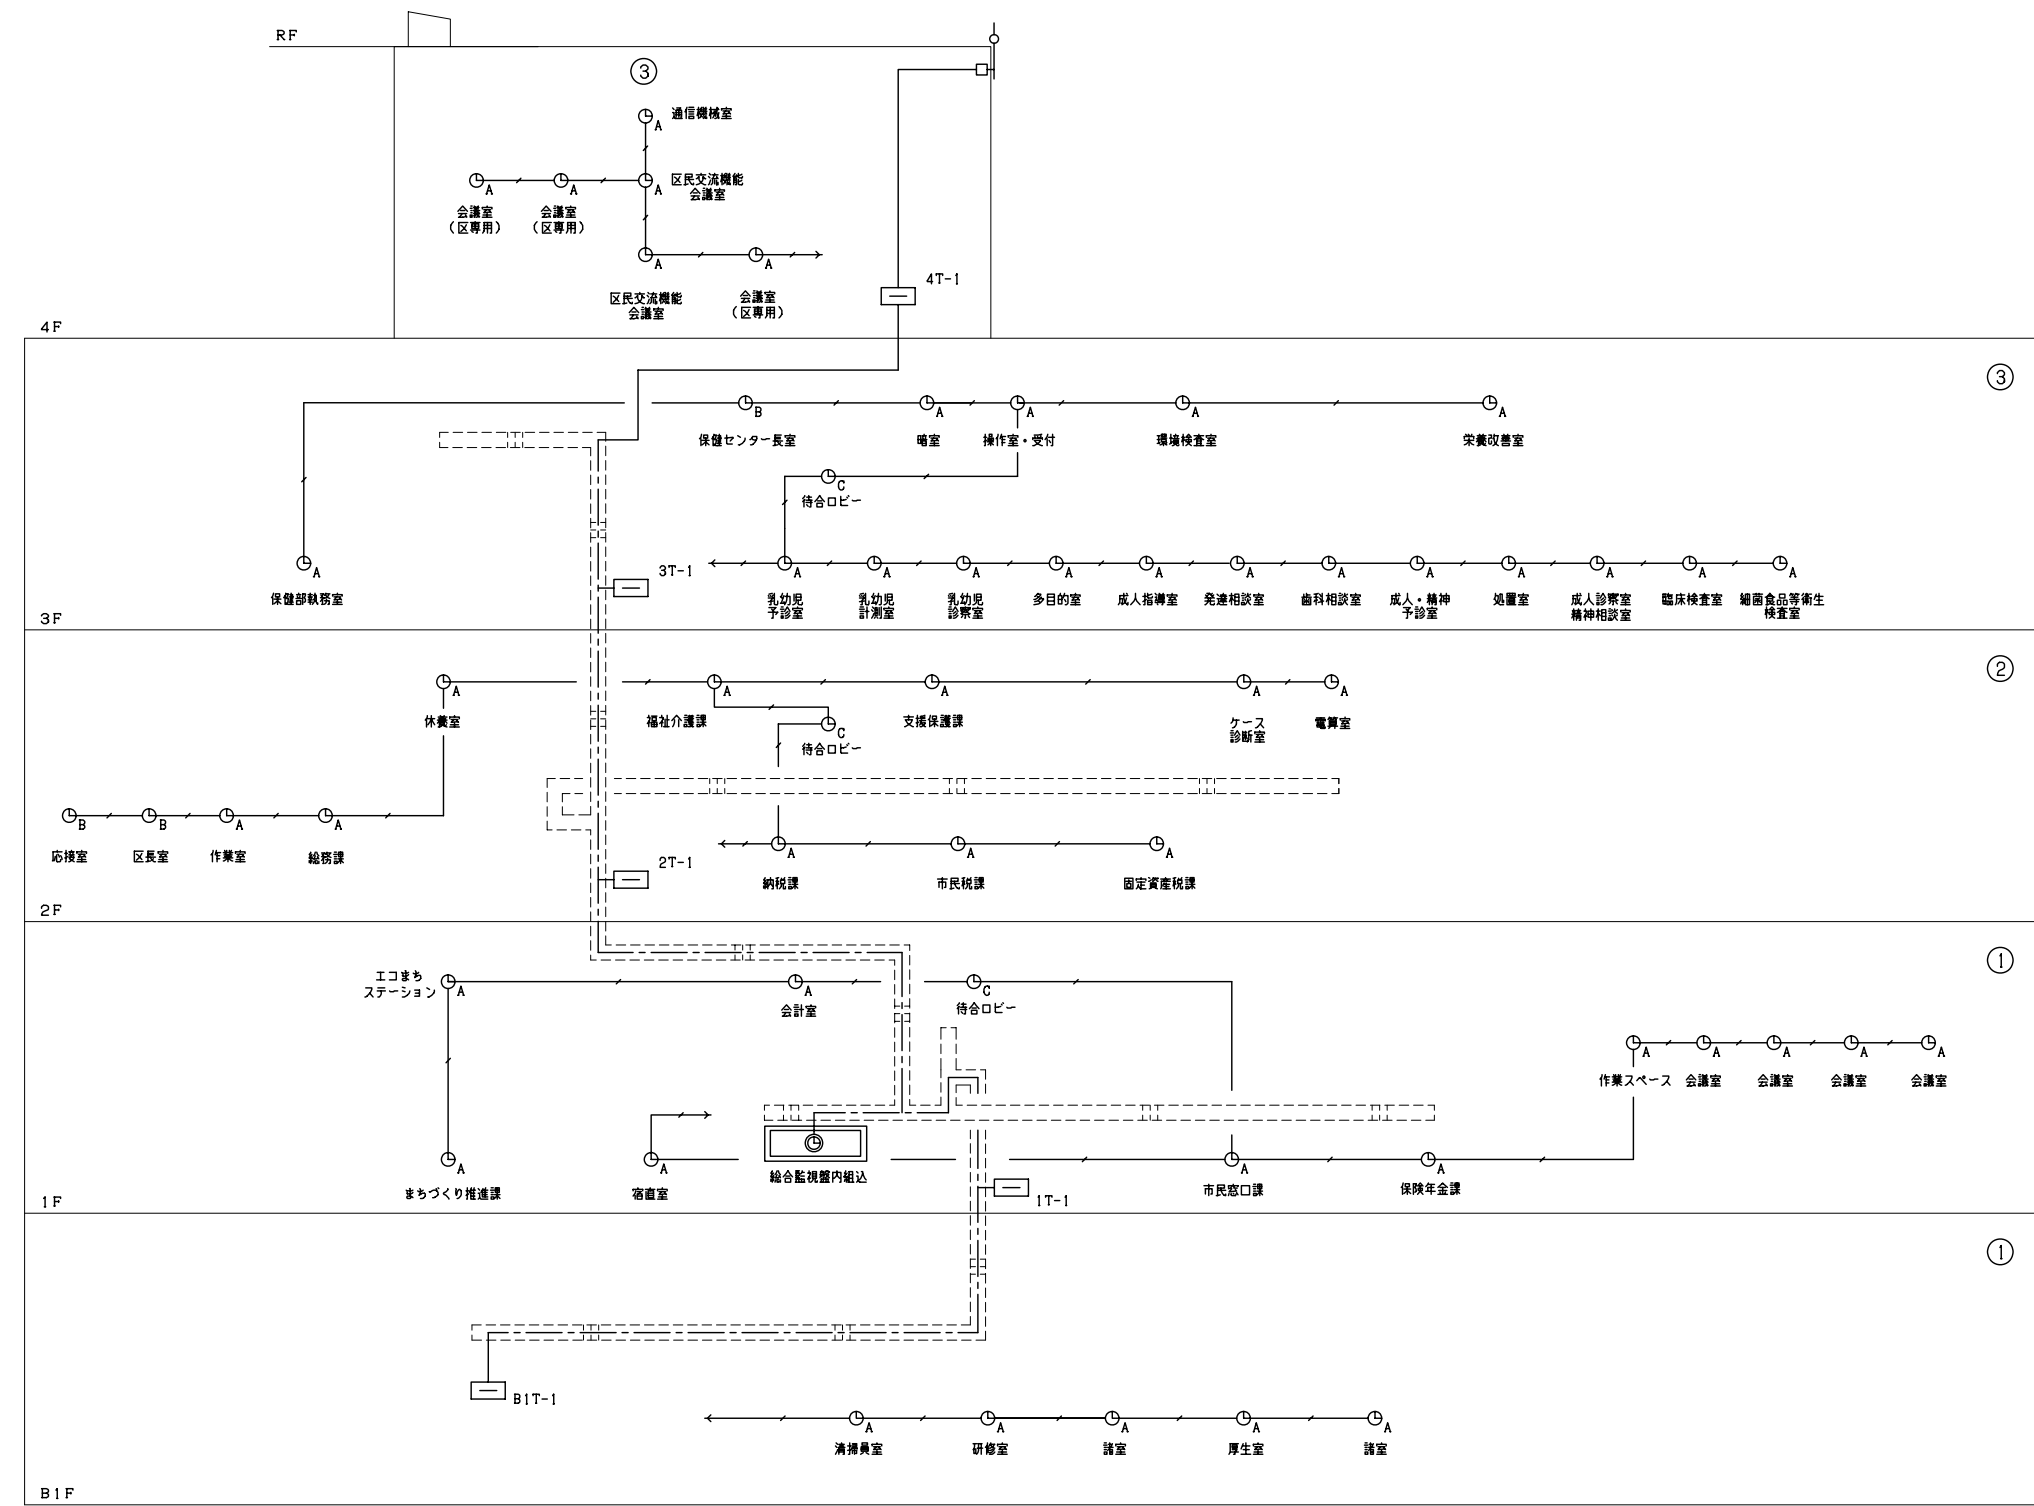 RF
③
通信機械室
A
区民交流機能
会議室
A
A
A
会議室
（区専用）
会議室
（区専用）
A
A
区民交流機能
会議室
会議室
（区専用）
4T-1
4F
③
B
A
A
A
A
保健センター長室
暗室
操作室・受付
環境検査室
栄養改善室
C
待合ロビー
A
保健部執務室
3T-1
A
A
A
A
A
A
A
A
A
A
A
A
乳幼児
予診室
乳幼児
計測室
乳幼児
診察室
多目的室
成人指導室
発達相談室
歯科相談室
成人・精神
予診室
処置室
成人診察室
精神相談室
臨床検査室
細菌食品等衛生
検査室
3F
②
A
A
A
A
A
休養室
福祉介護課
支援保護課
ケース
診断室
電算室
C
待合ロビー
B
B
A
A
応接室
区長室
作業室
総務課
A
A
A
納税課
市民税課
固定資産税課
2T-1
2F
①
エコまち
ステーション
A
A
会計室
C
待合ロビー
A
A
A
A
A
作業スペース
会議室
会議室
会議室
会議室
A
まちづくり推進課
A
宿直室
総合監視盤内組込
1T-1
A
市民窓口課
A
保険年金課
1F
①
B1T-1
A
A
A
A
A
清掃員室
研修室
諸室
厚生室
諸室
B1F